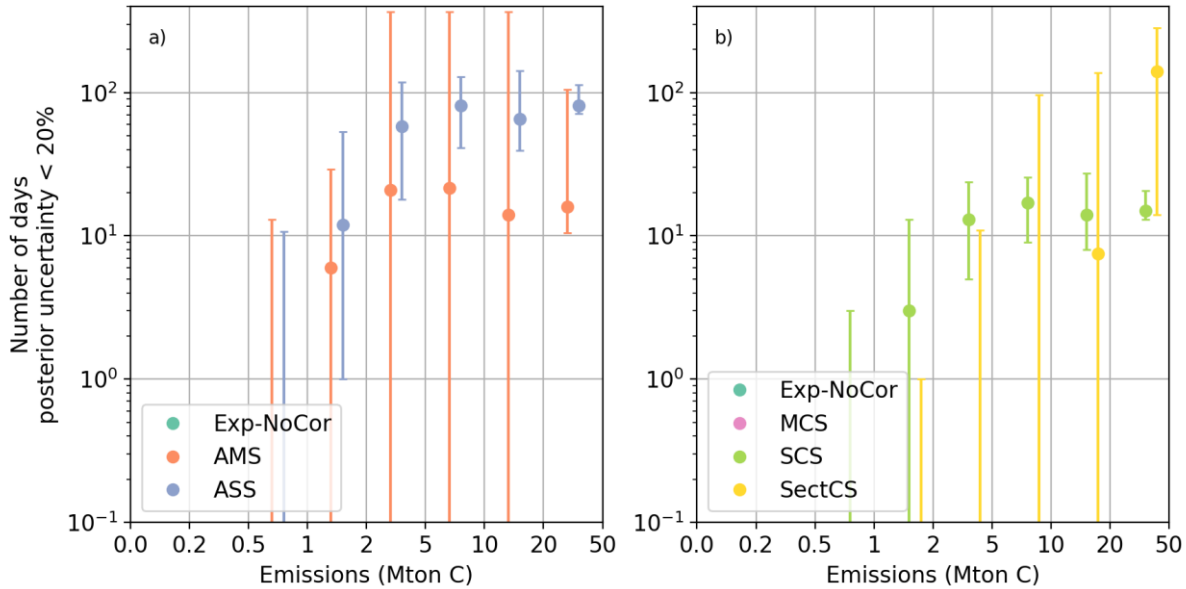 a)
Number of days
posterior uncertainty < 20%
10²
10¹
10⁰
10⁻¹
Exp-NoCor
AMS
ASS
0.0 0.2 0.5 1 2 5 10 20 50
Emissions (Mton C)
b)
10²
10¹
10⁰
10⁻¹
Exp-NoCor
MCS
SCS
SectCS
0.0 0.2 0.5 1 2 5 10 20 50
Emissions (Mton C)